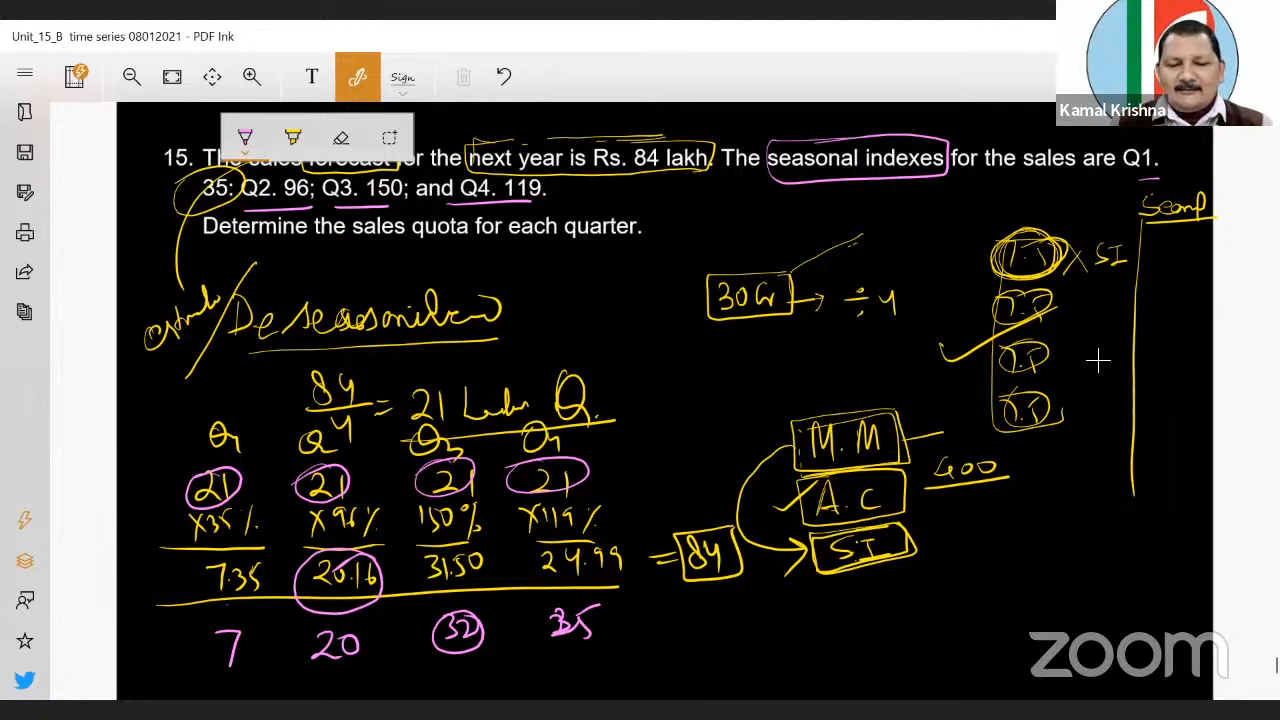 Unit_15_B time series 08012021 - PDF Ink
T
Sign
Kamal Krishna
15. The sales forecast for the next year is Rs. 84 lakh. The seasonal indexes for the sales are Q1.
35; Q2. 96; Q3. 150; and Q4. 119.
Determine the sales quota for each quarter.
X SI
30 Cr → ÷ 4
84
4
= 21 Q.
Q1 Q2 Q3 Q4
21 21 21 21
X35% X96% 150% X119%
7.35 20.16 31.50 24.99 = 84
7 20 32
M.M
A.C
S.I
400
zoom